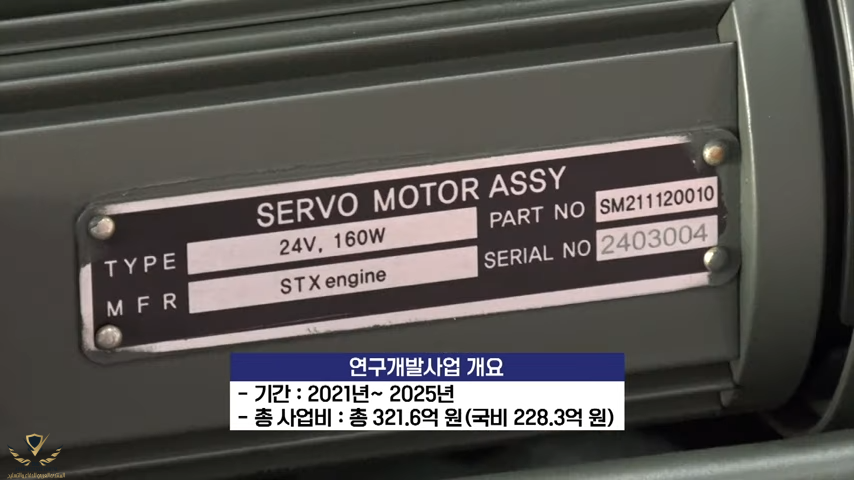 SERVO MOTOR ASSY
TYPE 24V, 160W PART NO SM211120010
MFR STX engine SERIAL NO 2403004
연구개발사업 개요
- 기간 : 2021년~ 2025년
- 총 사업비 : 총 321.6억 원(국비 228.3억 원)